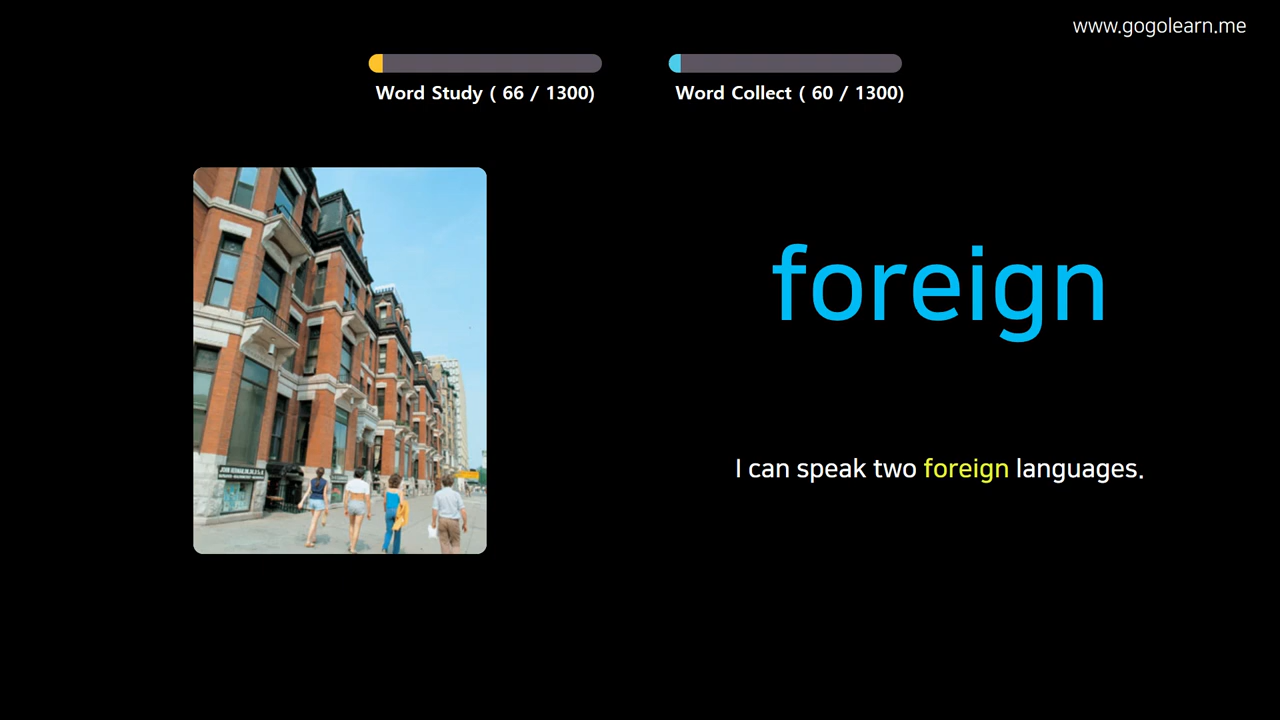 www.gogolearn.me
Word Study ( 66 / 1300)
Word Collect ( 60 / 1300)
foreign
I can speak two foreign languages.